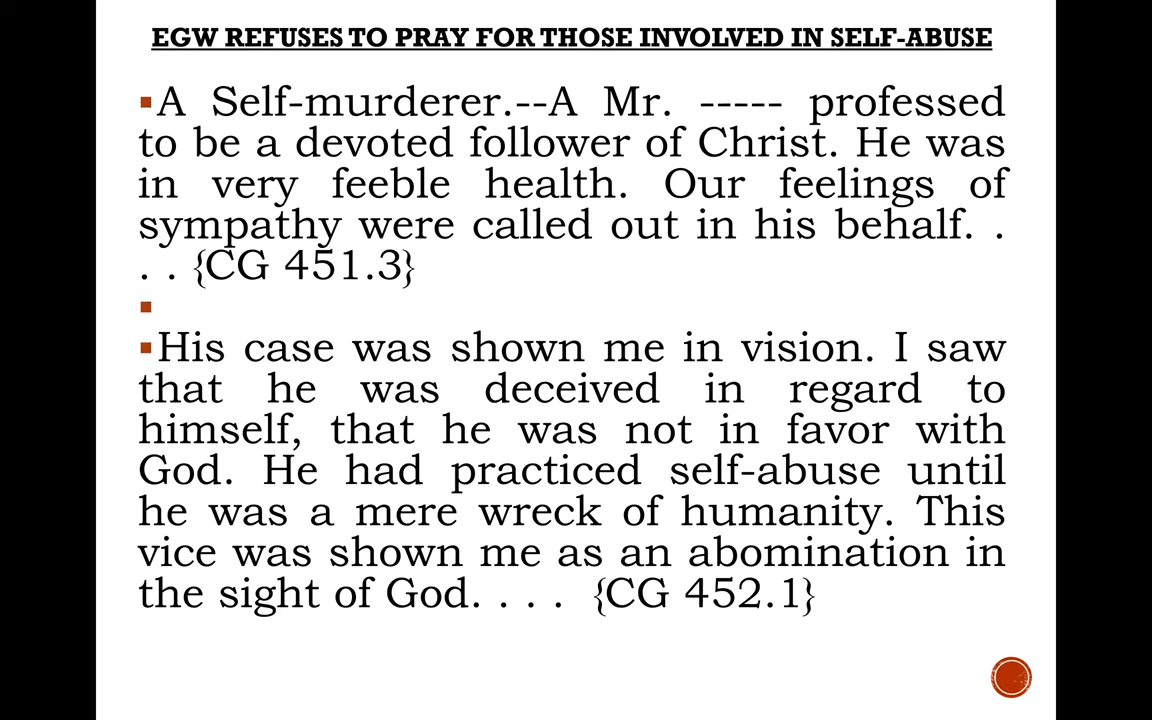 EGW REFUSES TO PRAY FOR THOSE INVOLVED IN SELF-ABUSE
▪A Self-murderer.--A Mr. ----- professed
to be a devoted follower of Christ. He was
in very feeble health. Our feelings of
sympathy were called out in his behalf. .
. . {CG 451.3}
▪
▪His case was shown me in vision. I saw
that he was deceived in regard to
himself, that he was not in favor with
God. He had practiced self-abuse until
he was a mere wreck of humanity. This
vice was shown me as an abomination in
the sight of God. . . . {CG 452.1}